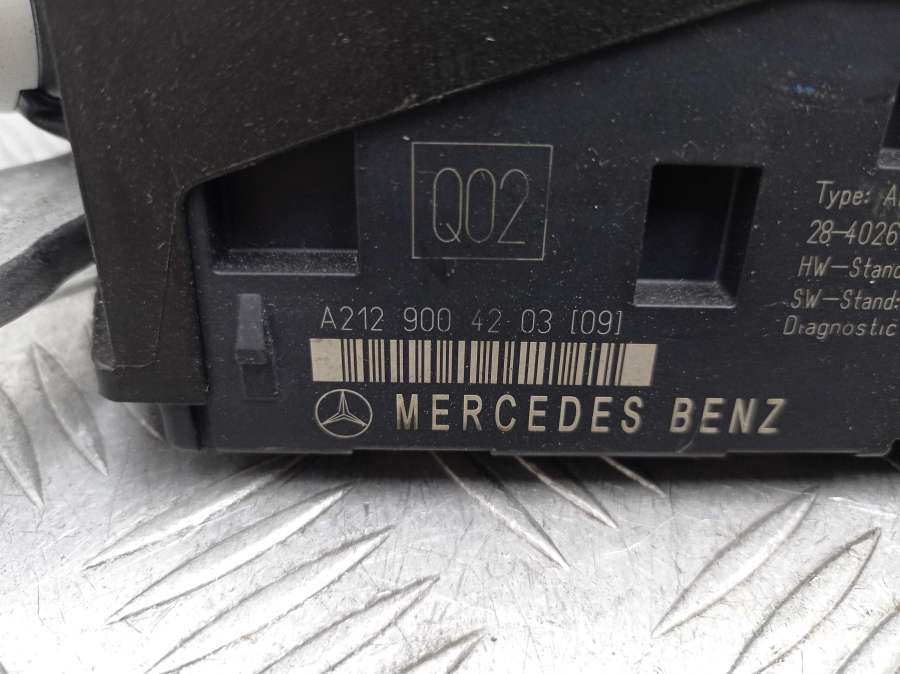 Q02
Type: A
28-4026
HW-Stand
SW-Stand:
Diagnostic
A212 900 42 03 [09]
MERCEDES BENZ